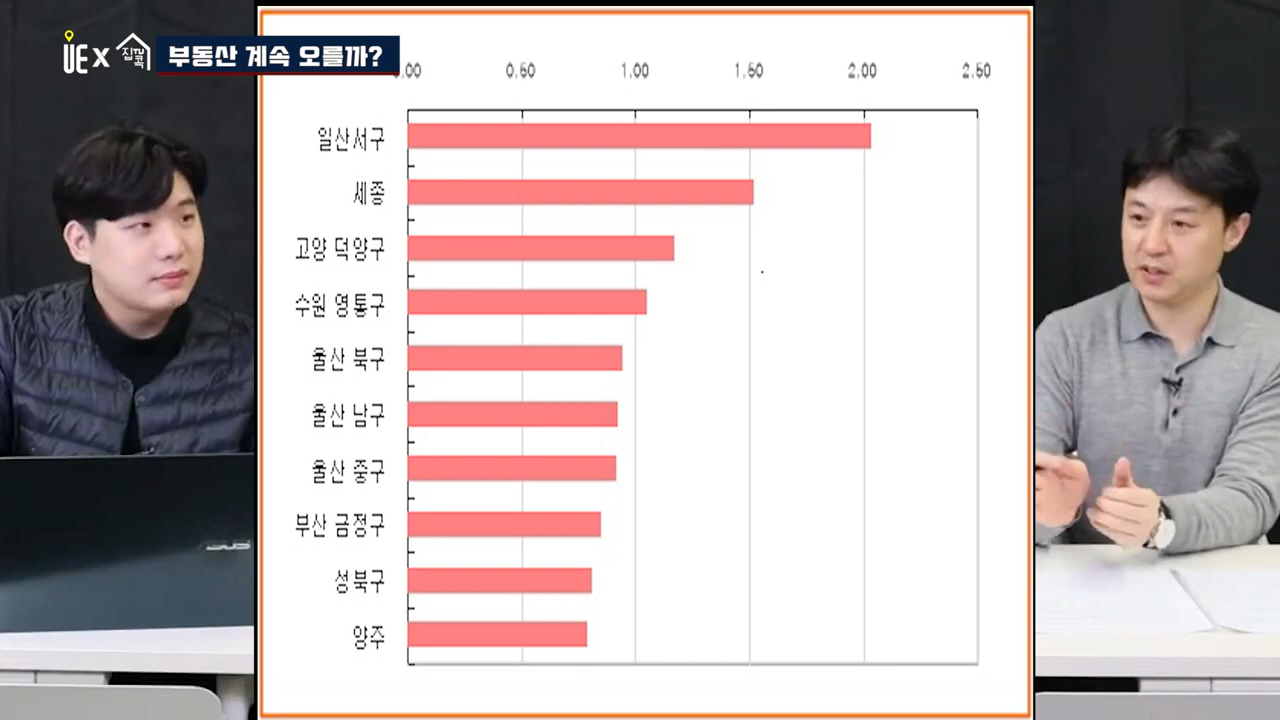 UE X 집꼭꼭
부동산 계속 오를까?
.00 0.50 1.00 1.50 2.00 2.50
일산서구
세종
고양 덕양구
수원 영통구
울산 북구
울산 남구
울산 중구
부산 금정구
성북구
양주
ASUS